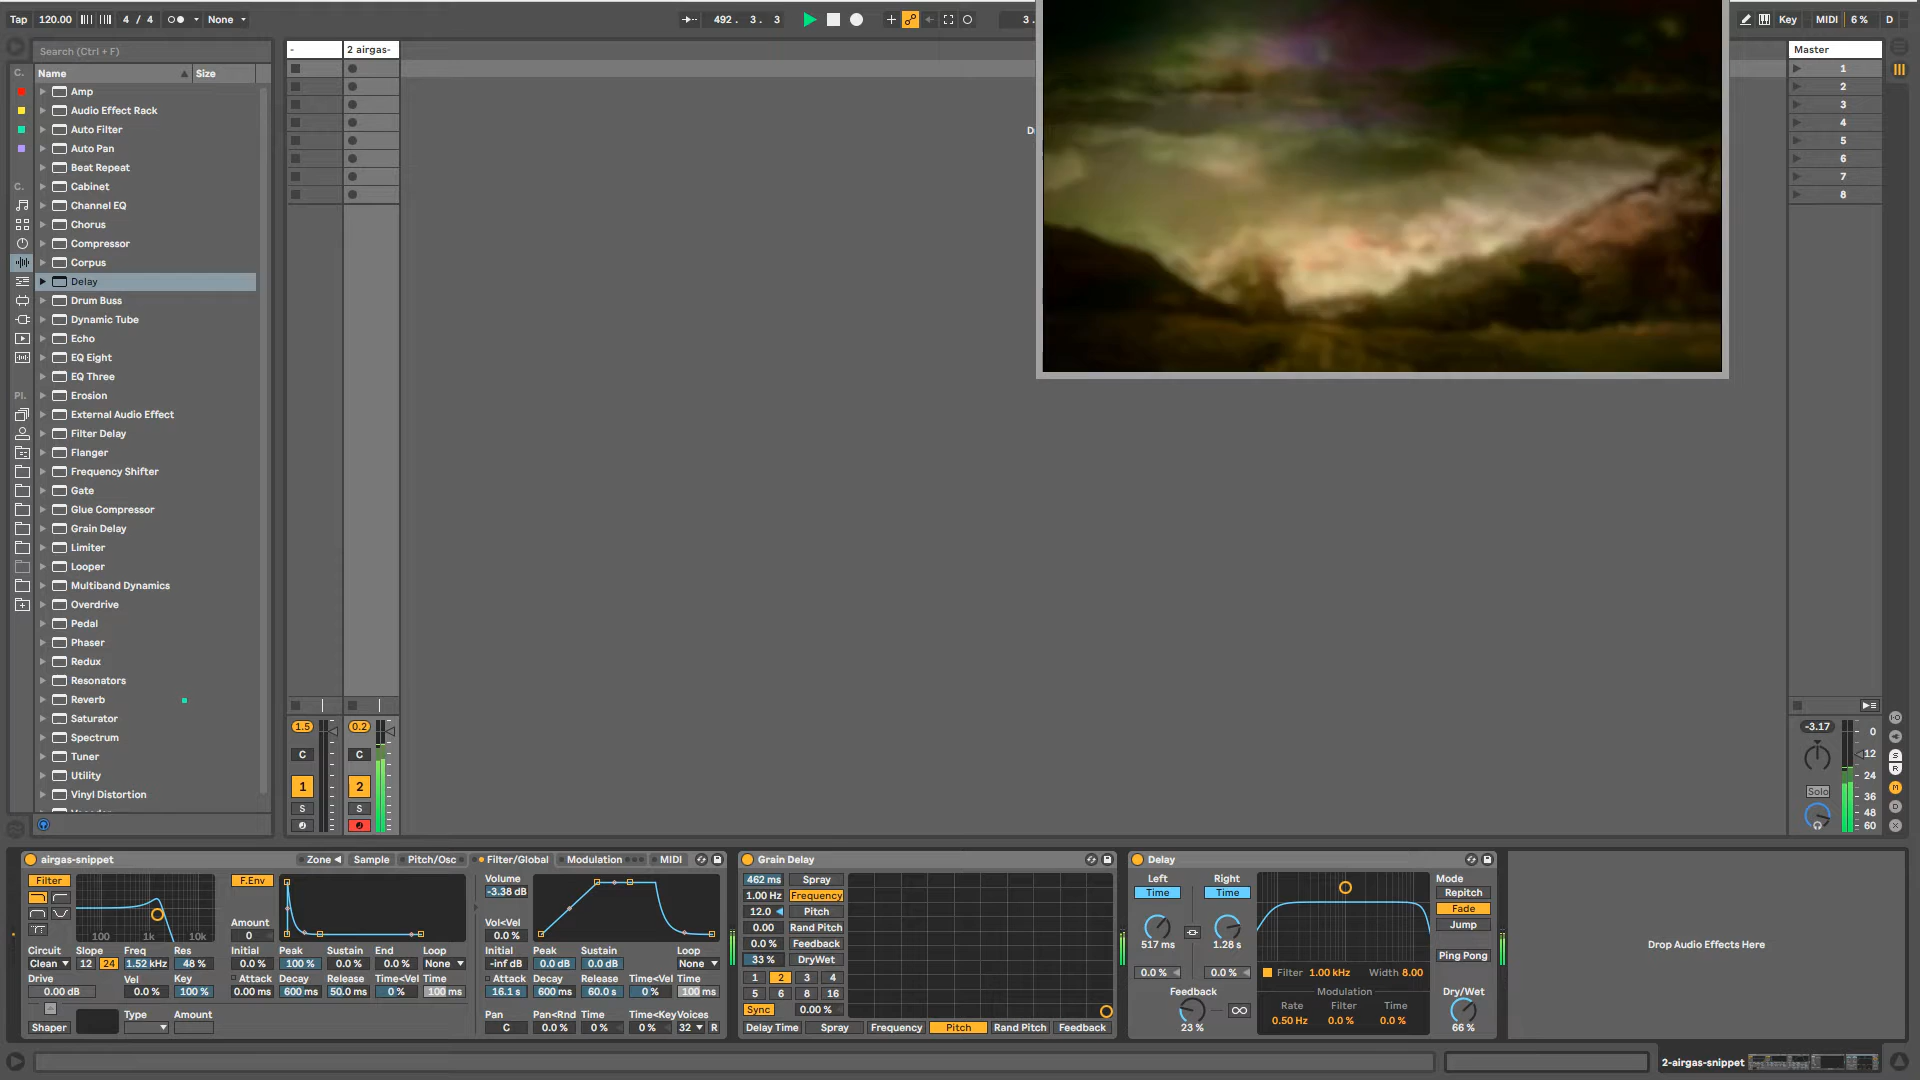 Tap 120.00 4 / 4 None 492 . 3 . 3 3 . Key MIDI 6 % D
Search (Ctrl + F)
- 2 airgas- Master
C. Name Size
Amp
Audio Effect Rack
Auto Filter
Auto Pan
Beat Repeat
C. Cabinet
Channel EQ
Chorus
Compressor
Corpus
Delay
Drum Buss
Dynamic Tube
Echo
EQ Eight
EQ Three
Pl. Erosion
External Audio Effect
Filter Delay
Flanger
Frequency Shifter
Gate
Glue Compressor
Grain Delay
Limiter
Looper
Multiband Dynamics
Overdrive
Pedal
Phaser
Redux
Resonators
Reverb
Saturator
Spectrum
Tuner
Utility
Vinyl Distortion
D
1
2
3
4
5
6
7
8
1.5 0.2 -3.17
C C
1 2
S S
0
12
24
36
48
60
Solo
S
R
M
D
X
airgas-snippet Zone Sample Pitch/Osc Filter/Global Modulation MIDI
Filter F.Env
100 1k 10k
Amount
0
Circuit Slope Freq Res Initial Peak Sustain End Loop
Clean 12 24 1.52 kHz 48 % 0.0 % 100 % 0.0 % 0.0 % None
Drive Vel Key Attack Decay Release Time<Vel Time
0.00 dB 0.0 % 100 % 0.00 ms 600 ms 50.0 ms 0 % 100 ms
Shaper Type Amount
Volume
-3.38 dB
Vol<Vel
0.0 %
Initial Peak Sustain Loop
-inf dB 0.0 dB 0.0 dB None
Attack Decay Release Time<Vel Time
16.1 s 600 ms 60.0 s 0 % 100 ms
Pan Pan<Rnd Time Time<Key Voices
C 0.0 % 0 % 0 % 32 R
Grain Delay
462 ms Spray
1.00 Hz Frequency
12.0 Pitch
0.00 Rand Pitch
0.0 % Feedback
33 % DryWet
1 2 3 4
5 6 8 16
Sync 0.00 %
Delay Time Spray Frequency Pitch Rand Pitch Feedback
Delay
Left Right
Time Time
517 ms 1.28 s
0.0 % 0.0 %
Feedback
23 %
Filter 1.00 kHz Width 8.00
Modulation
Rate Filter Time
0.50 Hz 0.0 % 0.0 %
Mode
Repitch
Fade
Jump
Ping Pong
Dry/Wet
66 %
Drop Audio Effects Here
2-airgas-snippet